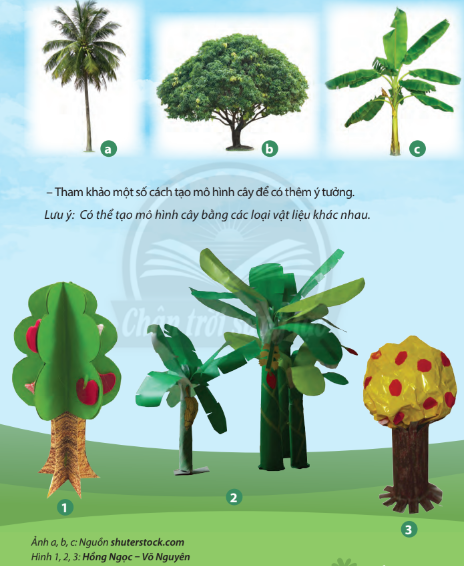 a
b
c
– Tham khảo một số cách tạo mô hình cây để có thêm ý tưởng.
Lưu ý: Có thể tạo mô hình cây bằng các loại vật liệu khác nhau.
Chân trời
1
2
3
Ảnh a, b, c: Nguồn shuterstock.com
Hình 1, 2, 3: Hồng Ngọc – Võ Nguyên